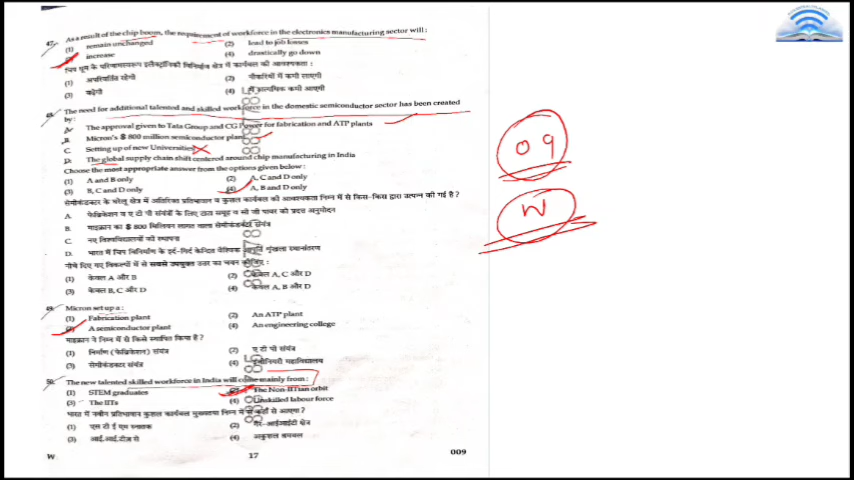 47. As a result of the chip boom, the requirement of workforce in the electronics manufacturing sector will:
(1) remain unchanged (2) lead to job losses
(3) increase (4) drastically go down
चिप धूम के परिणामस्वरूप इलैक्ट्रॉनिकी विनिर्माण क्षेत्र में कार्यबल की आवश्यकता :
(1) अपरिवर्तित रहेगी (2) नौकरियों में कमी लाएगी
(3) बढ़ेगी (4) में अत्यधिक कमी आएगी
48. The need for additional talented and skilled workforce in the domestic semiconductor sector has been created
by:
A. The approval given to Tata Group and CG Power for fabrication and ATP plants
B. Micron's $ 800 million semiconductor plant
C. Setting up of new Universities
D. The global supply chain shift centered around chip manufacturing in India
Choose the most appropriate answer from the options given below:
(1) A and B only (2) A, C and D only
(3) B, C and D only (4) A, B and D only
सेमीकंडक्टर के घरेलू क्षेत्र में अतिरिक्त प्रतिभावान व कुशल कार्यबल की आवश्यकता निम्न में से किस-किस द्वारा उत्पन्न की गई है ?
A. फेब्रिकेशन व ए टी पी संयंत्रों के लिए टाटा समूह व सी जी पावर को प्रदत्त अनुमोदन
B. माइक्रान का $ 800 मिलियन लागत वाला सेमीकंडक्टर संयंत्र
C. नए विश्वविद्यालयों की स्थापना
D. भारत में चिप विनिर्माण के इर्द-गिर्द केन्द्रित वैश्विक आपूर्ति शृंखला स्थानांतरण
नीचे दिए गए विकल्पों में से सबसे उपयुक्त उत्तर का चयन कीजिए :
(1) केवल A और B (2) केवल A, C और D
(3) केवल B, C और D (4) केवल A, B और D
49. Micron set up a :
(1) Fabrication plant (2) An ATP plant
(3) A semiconductor plant (4) An engineering college
माइक्रान ने निम्न में से किसे स्थापित किया है ?
(1) निर्माण (फेब्रिकेशन) संयंत्र (2) ए टी पी संयंत्र
(3) सेमीकंडक्टर संयंत्र (4) इंजीनियरी महाविद्यालय
50. The new talented skilled workforce in India will come mainly from:
(1) STEM graduates (2) The Non-IITian orbit
(3) The IITs (4) Unskilled labour force
भारत में नवीन प्रतिभावान कुशल कार्यबल मुख्यतया निम्न में से कहाँ से आएगा ?
(1) एस टी ई एम स्नातक (2) गैर-आईआईटी क्षेत्र
(3) आई.आई.टीज़ से (4) अकुशल श्रमबल
W 17 009
09
W